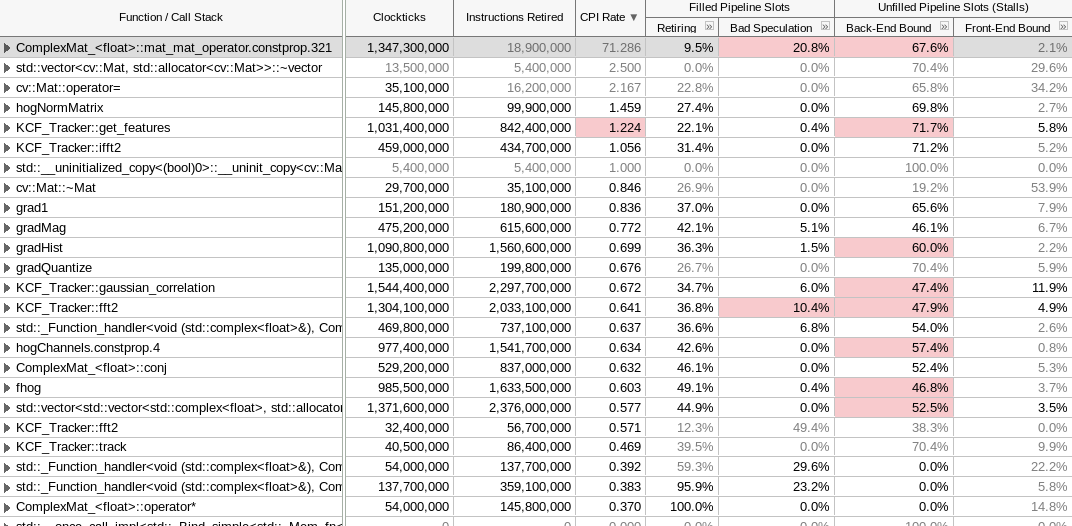 Function / Call Stack Clockticks Instructions Retired CPI Rate ▼ Filled Pipeline Slots Unfilled Pipeline Slots (Stalls)
Retiring » Bad Speculation » Back-End Bound » Front-End Bound »
ComplexMat_<float>::mat_mat_operator.constprop.321 1,347,300,000 18,900,000 71.286 9.5% 20.8% 67.6% 2.1%
std::vector<cv::Mat, std::allocator<cv::Mat>>::~vector 13,500,000 5,400,000 2.500 0.0% 0.0% 70.4% 29.6%
cv::Mat::operator= 35,100,000 16,200,000 2.167 22.8% 0.0% 65.8% 34.2%
hogNormMatrix 145,800,000 99,900,000 1.459 27.4% 0.0% 69.8% 2.7%
KCF_Tracker::get_features 1,031,400,000 842,400,000 1.224 22.1% 0.4% 71.7% 5.8%
KCF_Tracker::ifft2 459,000,000 434,700,000 1.056 31.4% 0.0% 71.2% 5.2%
std::__uninitialized_copy<(bool)0>::__uninit_copy<cv::Ma 5,400,000 5,400,000 1.000 0.0% 0.0% 100.0% 0.0%
cv::Mat::~Mat 29,700,000 35,100,000 0.846 26.9% 0.0% 19.2% 53.9%
grad1 151,200,000 180,900,000 0.836 37.0% 0.0% 65.6% 7.9%
gradMag 475,200,000 615,600,000 0.772 42.1% 5.1% 46.1% 6.7%
gradHist 1,090,800,000 1,560,600,000 0.699 36.3% 1.5% 60.0% 2.2%
gradQuantize 135,000,000 199,800,000 0.676 26.7% 0.0% 70.4% 5.9%
KCF_Tracker::gaussian_correlation 1,544,400,000 2,297,700,000 0.672 34.7% 6.0% 47.4% 11.9%
KCF_Tracker::fft2 1,304,100,000 2,033,100,000 0.641 36.8% 10.4% 47.9% 4.9%
std::_Function_handler<void (std::complex<float>&), Com 469,800,000 737,100,000 0.637 36.6% 6.8% 54.0% 2.6%
hogChannels.constprop.4 977,400,000 1,541,700,000 0.634 42.6% 0.0% 57.4% 0.8%
ComplexMat_<float>::conj 529,200,000 837,000,000 0.632 46.1% 0.0% 52.4% 5.3%
fhog 985,500,000 1,633,500,000 0.603 49.1% 0.4% 46.8% 3.7%
std::vector<std::vector<std::complex<float>, std::allocator 1,371,600,000 2,376,000,000 0.577 44.9% 0.0% 52.5% 3.5%
KCF_Tracker::fft2 32,400,000 56,700,000 0.571 12.3% 49.4% 38.3% 0.0%
KCF_Tracker::track 40,500,000 86,400,000 0.469 39.5% 0.0% 70.4% 9.9%
std::_Function_handler<void (std::complex<float>&), Com 54,000,000 137,700,000 0.392 59.3% 29.6% 0.0% 22.2%
std::_Function_handler<void (std::complex<float>&), Com 137,700,000 359,100,000 0.383 95.9% 23.2% 0.0% 5.8%
ComplexMat_<float>::operator* 54,000,000 145,800,000 0.370 100.0% 0.0% 0.0% 14.8%